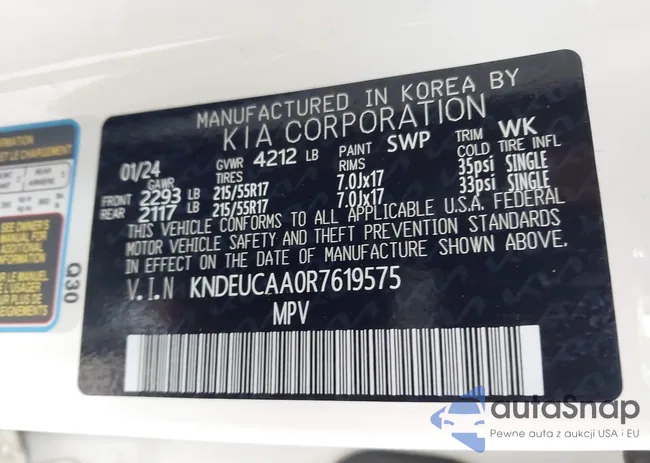 MANUFACTURED IN KOREA BY
KIA CORPORATION
01/24 GVWR 4212 LB PAINT SWP TRIM WK
GAWR TIRES RIMS COLD TIRE INFL
FRONT 2293 LB 215/55R17 7.0Jx17 35psi SINGLE
REAR 2117 LB 215/55R17 7.0Jx17 33psi SINGLE
THIS VEHICLE CONFORMS TO ALL APPLICABLE U.S.A. FEDERAL
MOTOR VEHICLE SAFETY AND THEFT PREVENTION STANDARDS
IN EFFECT ON THE DATE OF MANUFACTURE SHOWN ABOVE.
V.I.N KNDEUCAA0R7619575
MPV
Q30
SEE OWNER'S
autoSnap
Pewne auta z aukcji USA i EU